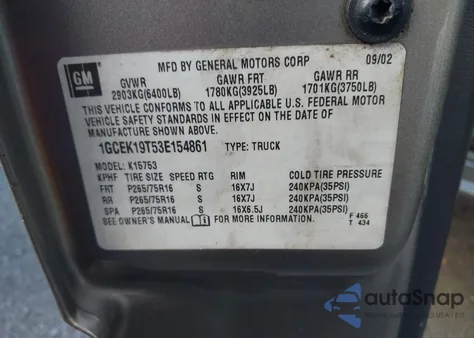 MFD BY GENERAL MOTORS CORP 09/02
GM GVWR GAWR FRT GAWR RR
2903KG(6400LB) 1780KG(3925LB) 1701KG(3750LB)
THIS VEHICLE CONFORMS TO ALL APPLICABLE U.S. FEDERAL MOTOR
VEHICLE SAFETY STANDARDS IN EFFECT ON THE DATE OF
MANUFACTURE SHOWN ABOVE.
1GCEK19T53E154861 TYPE: TRUCK
MODEL: K15753
KPHF TIRE SIZE SPEED RTG RIM COLD TIRE PRESSURE
FRT P265/75R16 S 16X7J 240KPA(35PSI)
RR P265/75R16 S 16X7J 240KPA(35PSI)
SPA P265/75R16 S 16X6.5J 240KPA(35PSI)
SEE OWNER'S MANUAL FOR MORE INFORMATION. F 466
T 434
autoSnap